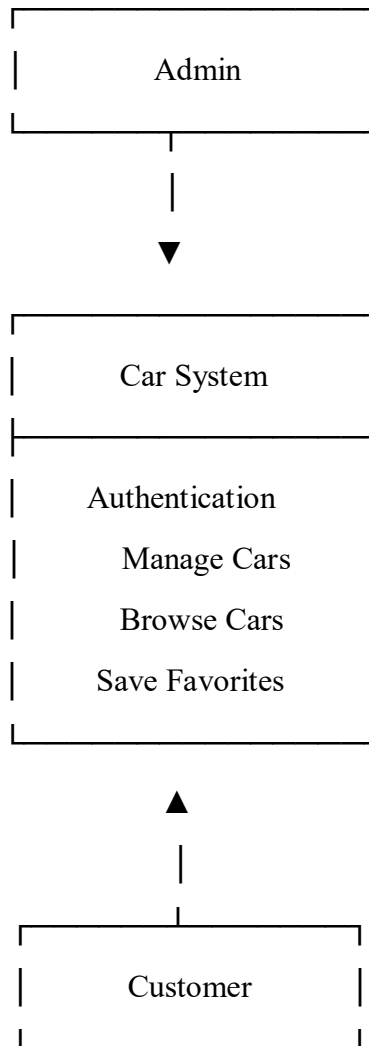 Admin
Car System
Authentication
Manage Cars
Browse Cars
Save Favorites
Customer